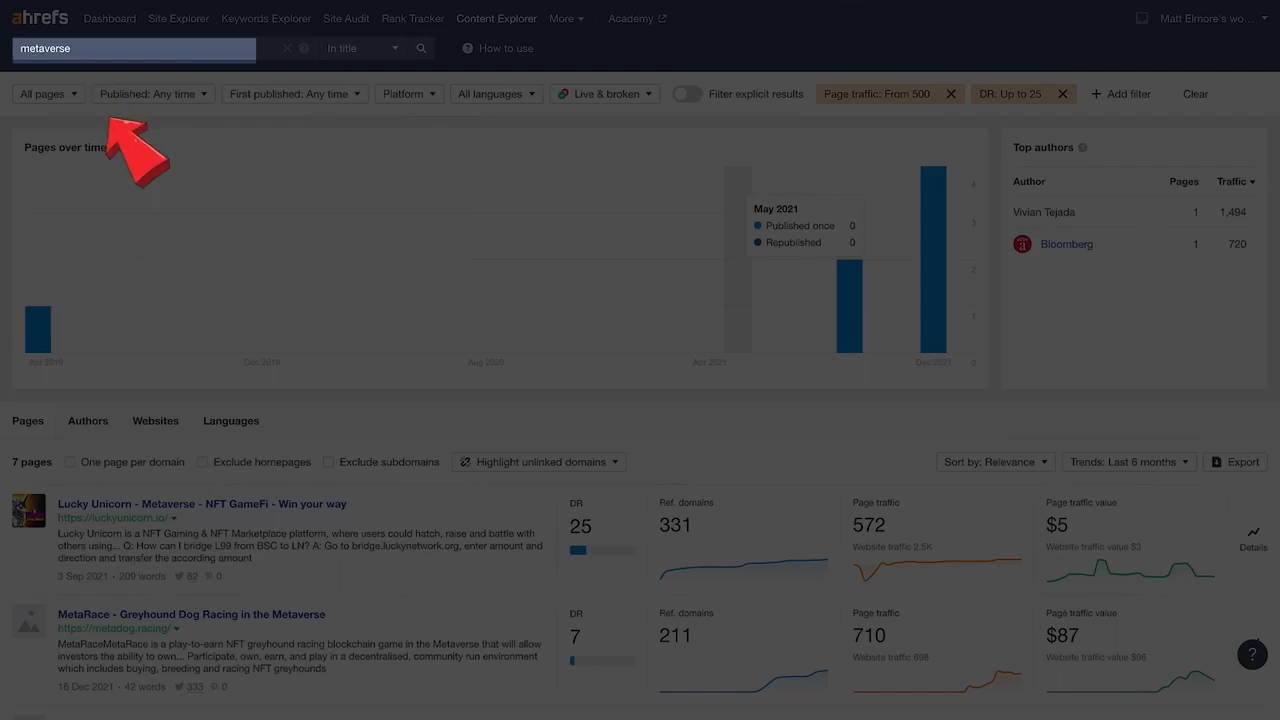 ahrefs Dashboard Site Explorer Keywords Explorer Site Audit Rank Tracker Content Explorer More Academy Matt Elmore's wo...
metaverse In title How to use
All pages Published: Any time First published: Any time Platform All languages Live & broken Filter explicit results Page traffic: From 500 DR: Up to 25 + Add filter Clear
Pages over time
May 2021
Published once 0
Republished 0
4
3
2
1
0
Apr 2019 Dec 2019 Aug 2020 Apr 2021 Dec 2021
Top authors
Author Pages Traffic
Vivian Tejada 1 1,494
Bloomberg 1 720
Pages Authors Websites Languages
7 pages One page per domain Exclude homepages Exclude subdomains Highlight unlinked domains Sort by: Relevance Trends: Last 6 months Export
Lucky Unicorn - Metaverse - NFT GameFi - Win your way
https://luckyunicorn.io/
Lucky Unicorn is a NFT Gaming & NFT Marketplace platform, where users could hatch, raise and battle with
others using... Q: How can I bridge L99 from BSC to LN? A: Go to bridge.luckynetwork.org, enter amount and
direction and transfer the according amount
3 Sep 2021 · 209 words 82 0
DR
25
Ref. domains
331
Page traffic
572
Website traffic 2.5K
Page traffic value
$5
Website traffic value $3
Details
MetaRace - Greyhound Dog Racing in the Metaverse
https://metadog.racing/
MetaRaceMetaRace is a play-to-earn NFT greyhound racing blockchain game in the Metaverse that will allow
investors the ability to own... Participate, own, earn, and play in a decentralised, community run environment
which includes buying, breeding and racing NFT greyhounds
16 Dec 2021 · 42 words 333 0
DR
7
Ref. domains
211
Page traffic
710
Website traffic 698
Page traffic value
$87
Website traffic value $96
?